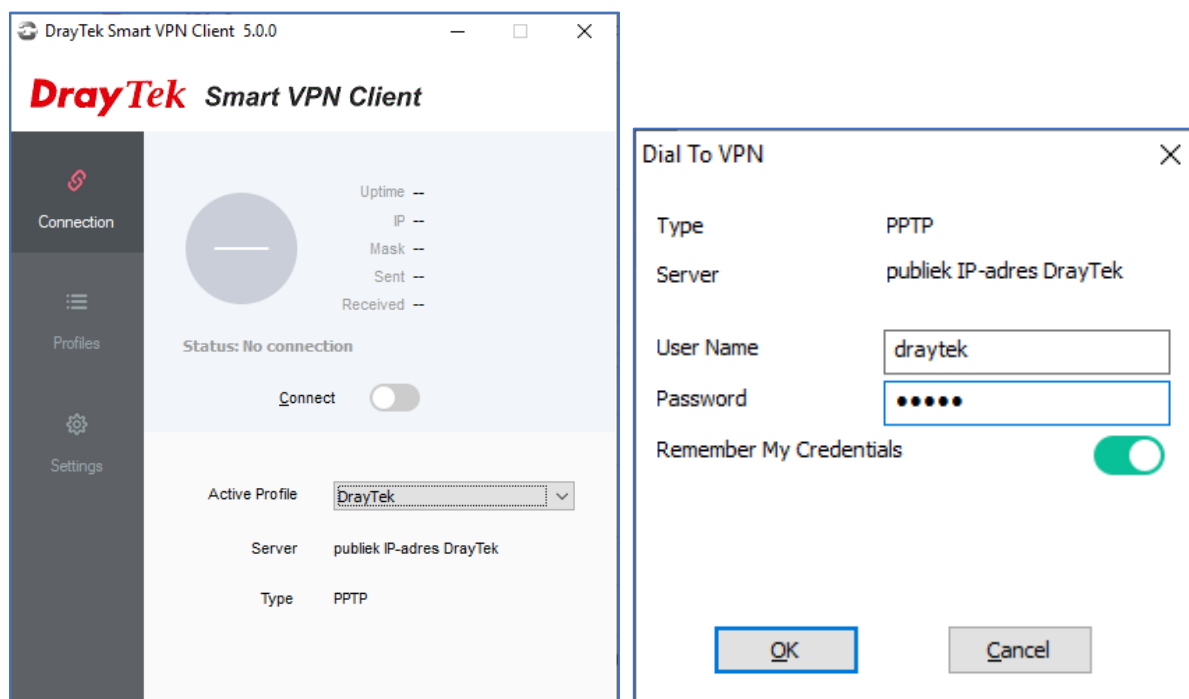 DrayTek Smart VPN Client 5.0.0
DrayTek Smart VPN Client
Connection
Profiles
Settings
Uptime --
IP --
Mask --
Sent --
Received --
Status: No connection
Connect
Active Profile DrayTek
Server publiek IP-adres DrayTek
Type PPTP
Dial To VPN
Type PPTP
Server publiek IP-adres DrayTek
User Name draytek
Password •••••
Remember My Credentials
OK Cancel